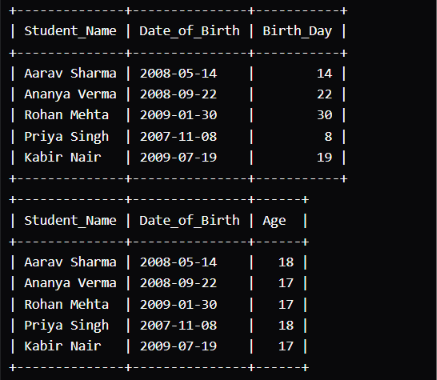 +---------------+---------------+-----------+
| Student_Name | Date_of_Birth | Birth_Day |
+---------------+---------------+-----------+
| Aarav Sharma | 2008-05-14 | 14 |
| Ananya Verma | 2008-09-22 | 22 |
| Rohan Mehta | 2009-01-30 | 30 |
| Priya Singh | 2007-11-08 | 8 |
| Kabir Nair | 2009-07-19 | 19 |
+---------------+---------------+-----------+
+---------------+---------------+------+
| Student_Name | Date_of_Birth | Age |
+---------------+---------------+------+
| Aarav Sharma | 2008-05-14 | 18 |
| Ananya Verma | 2008-09-22 | 17 |
| Rohan Mehta | 2009-01-30 | 17 |
| Priya Singh | 2007-11-08 | 18 |
| Kabir Nair | 2009-07-19 | 17 |
+---------------+---------------+------+